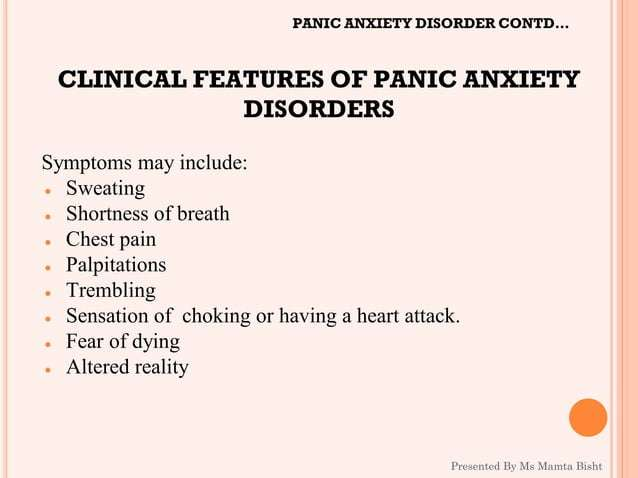 PANIC ANXIETY DISORDER CONTD...
CLINICAL FEATURES OF PANIC ANXIETY
DISORDERS
Symptoms may include:
● Sweating
● Shortness of breath
● Chest pain
● Palpitations
● Trembling
● Sensation of  choking or having a heart attack.
● Fear of dying
● Altered reality
Presented By Ms Mamta Bisht